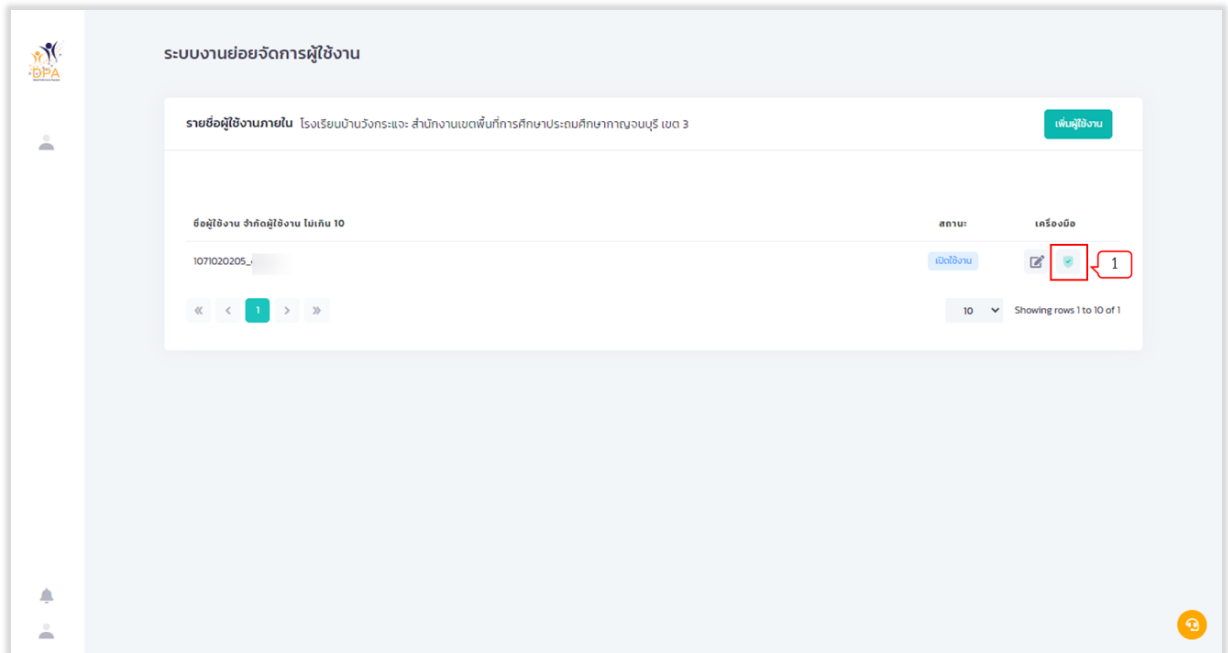 DPA
ระบบงานย่อยจัดการผู้ใช้งาน
รายชื่อผู้ใช้งานภายใน โรงเรียนบ้านวังกระแจะ สำนักงานเขตพื้นที่การศึกษาประถมศึกษากาญจนบุรี เขต 3
เพิ่มผู้ใช้งาน
ชื่อผู้ใช้งาน จำกัดผู้ใช้งาน ไม่เกิน 10 สถานะ เครื่องมือ
1071020205_ เปิดใช้งาน 1
« < 1 > » 10 Showing rows 1 to 10 of 1